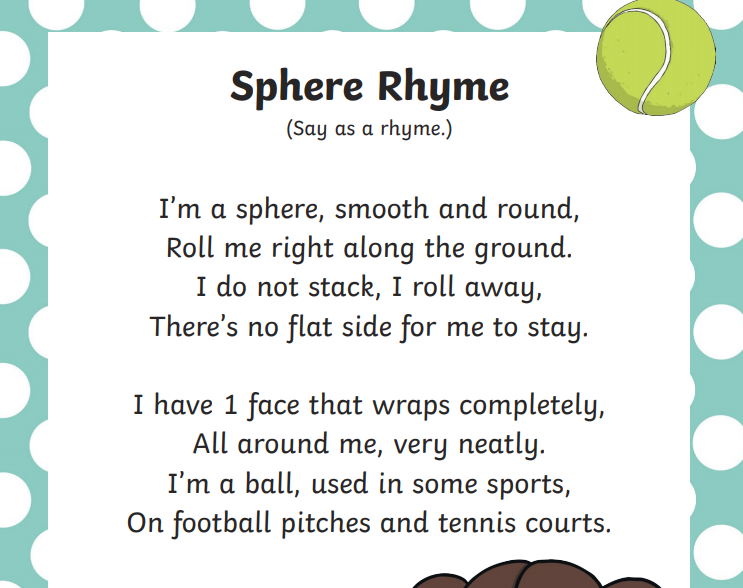 Sphere Rhyme
(Say as a rhyme.)
I’m a sphere, smooth and round,
Roll me right along the ground.
I do not stack, I roll away,
There’s no flat side for me to stay.
I have 1 face that wraps completely,
All around me, very neatly.
I’m a ball, used in some sports,
On football pitches and tennis courts.